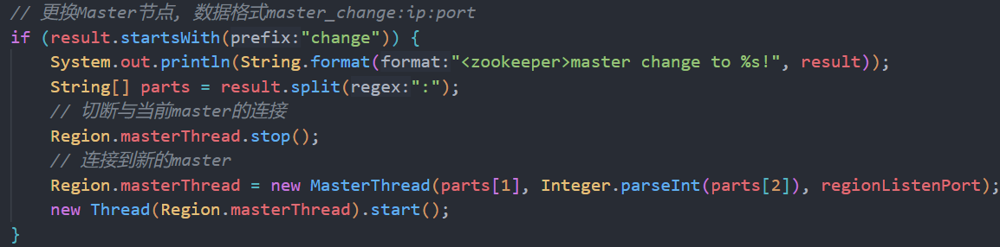 // 更换Master节点, 数据格式master_change:ip:port
if (result.startsWith(prefix:"change")) {
System.out.println(String.format(format:"<zookeeper>master change to %s!", result));
String[] parts = result.split(regex:":");
// 切断与当前master的连接
Region.masterThread.stop();
// 连接到新的master
Region.masterThread = new MasterThread(parts[1], Integer.parseInt(parts[2]), regionListenPort);
new Thread(Region.masterThread).start();
}